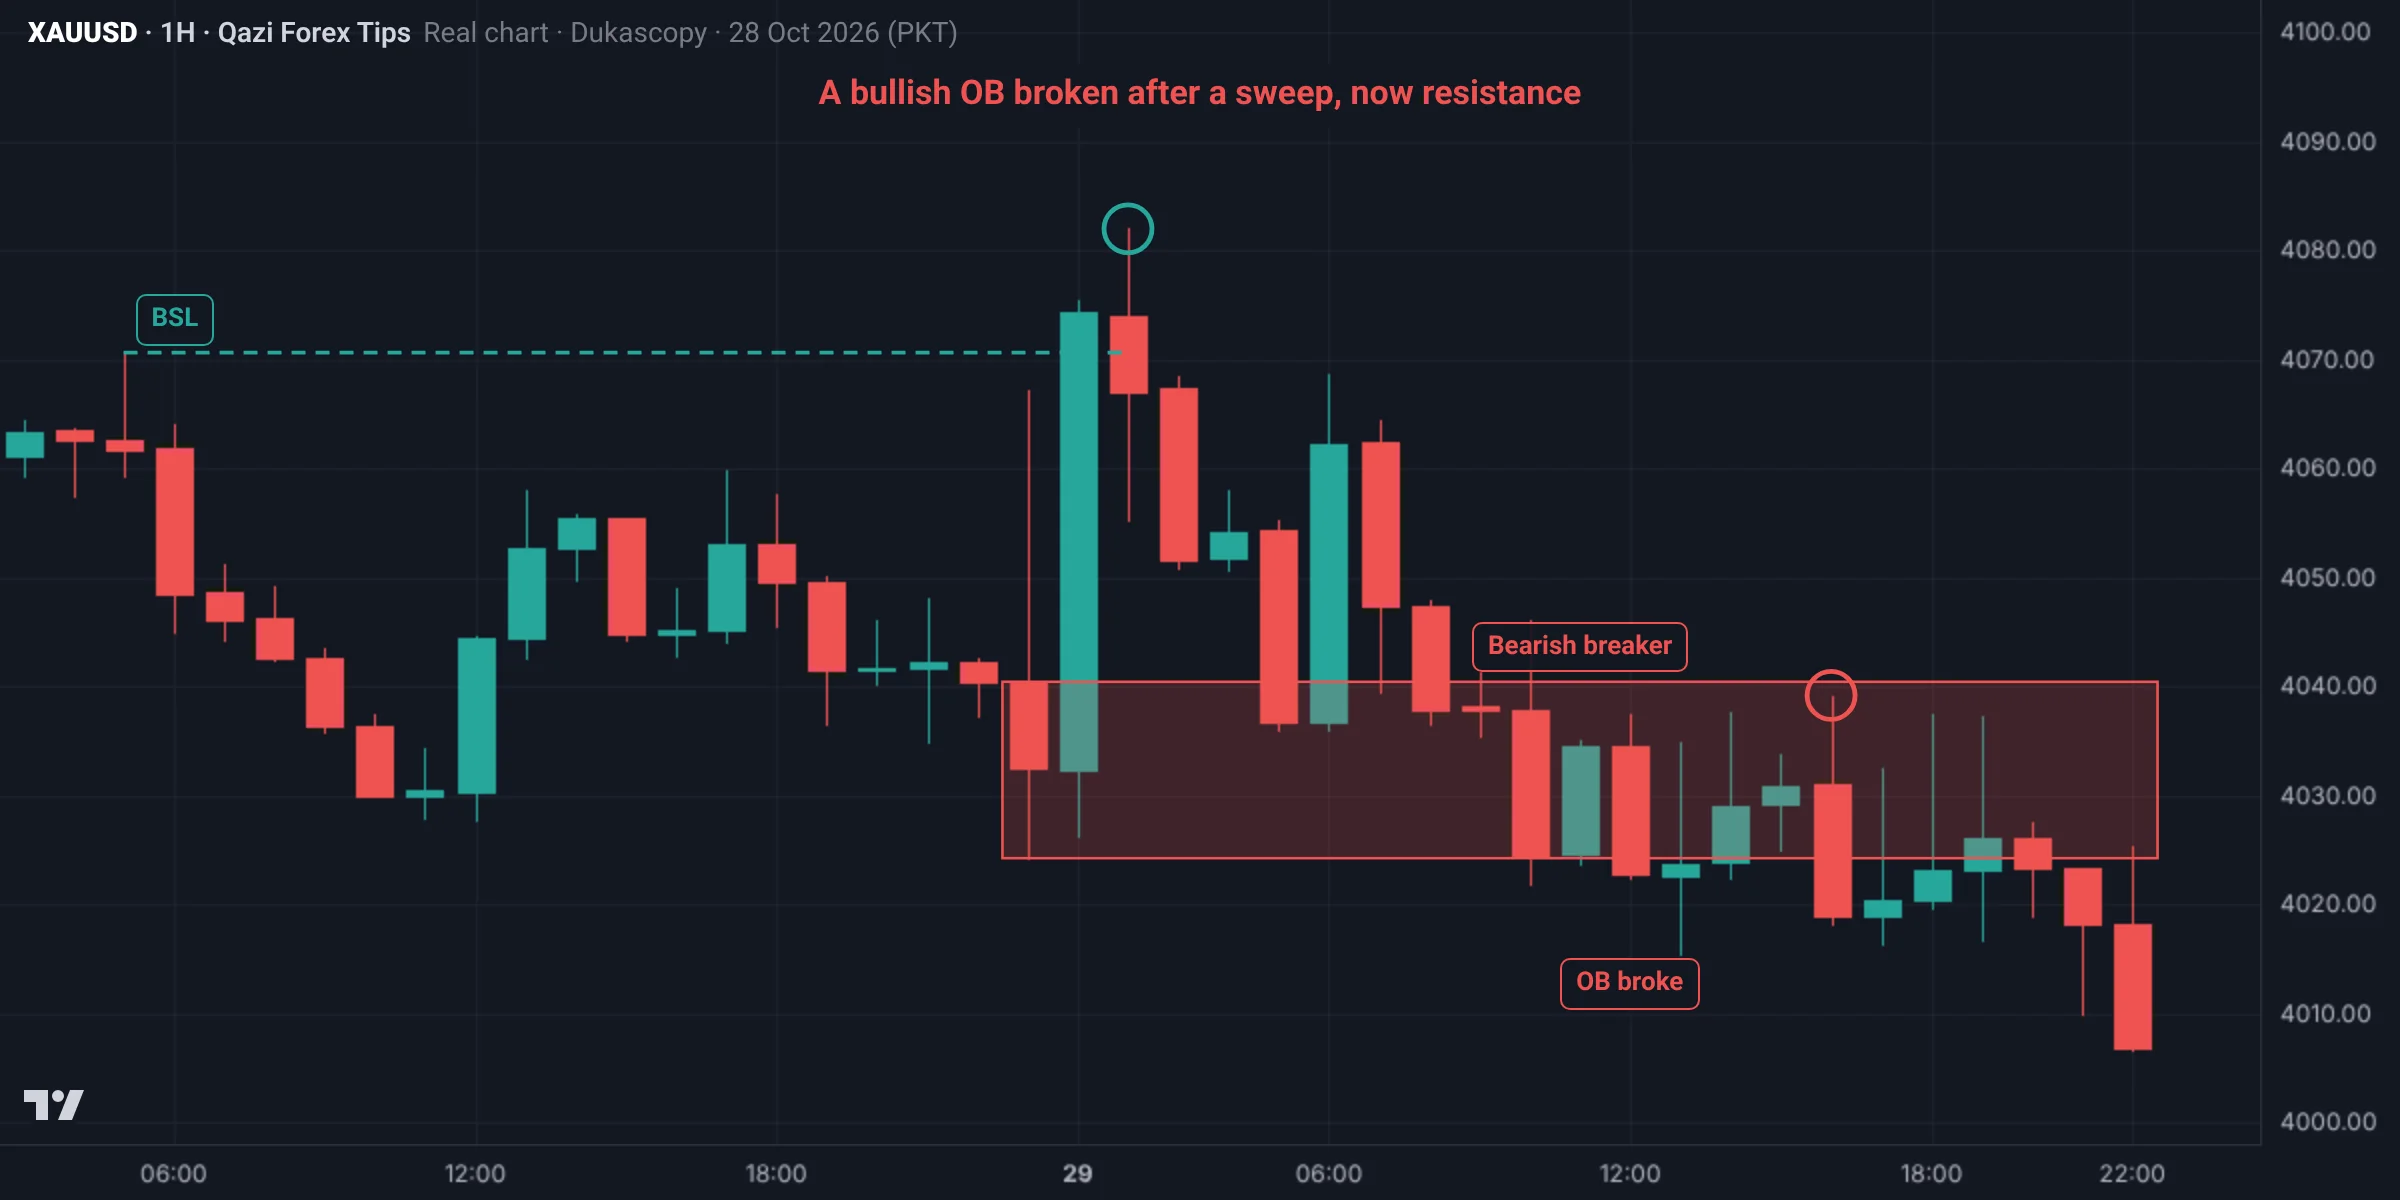 XAUUSD · 1H · Qazi Forex Tips Real chart · Dukascopy · 28 Oct 2026 (PKT)
A bullish OB broken after a sweep, now resistance
BSL
Bearish breaker
OB broke
4100.00
4090.00
4080.00
4070.00
4060.00
4050.00
4040.00
4030.00
4020.00
4010.00
4000.00
06:00 12:00 18:00 29 06:00 12:00 18:00 22:00